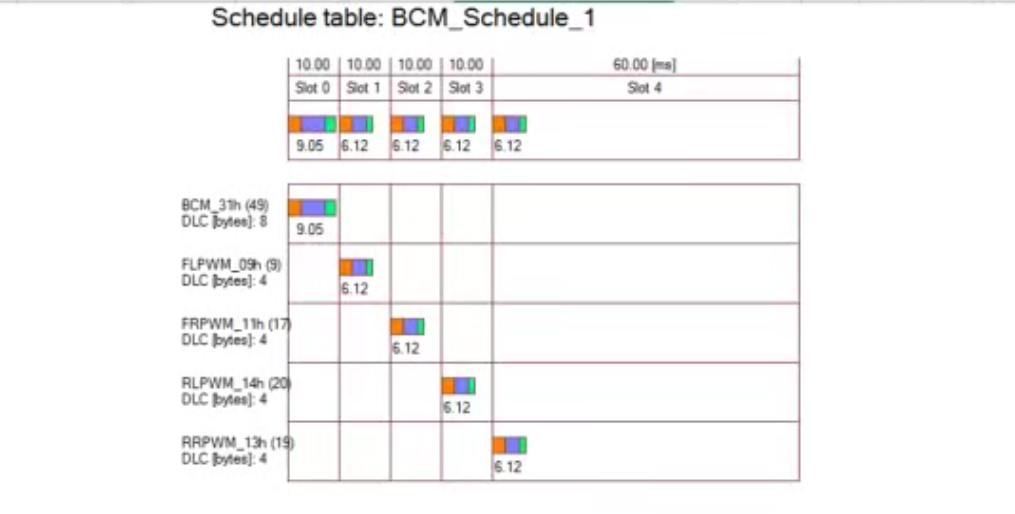 Schedule table: BCM_Schedule_1
10.00 10.00 10.00 10.00 60.00 [ms]
Slot 0 Slot 1 Slot 2 Slot 3 Slot 4
9.05 6.12 6.12 6.12 6.12
BCM_31h (49)
DLC [bytes]: 8
9.05
FLPWM_09h (9)
DLC [bytes]: 4
6.12
FRPWM_11h (17)
DLC [bytes]: 4
6.12
RLPWM_14h (20)
DLC [bytes]: 4
6.12
RRPWM_13h (19)
DLC [bytes]: 4
6.12